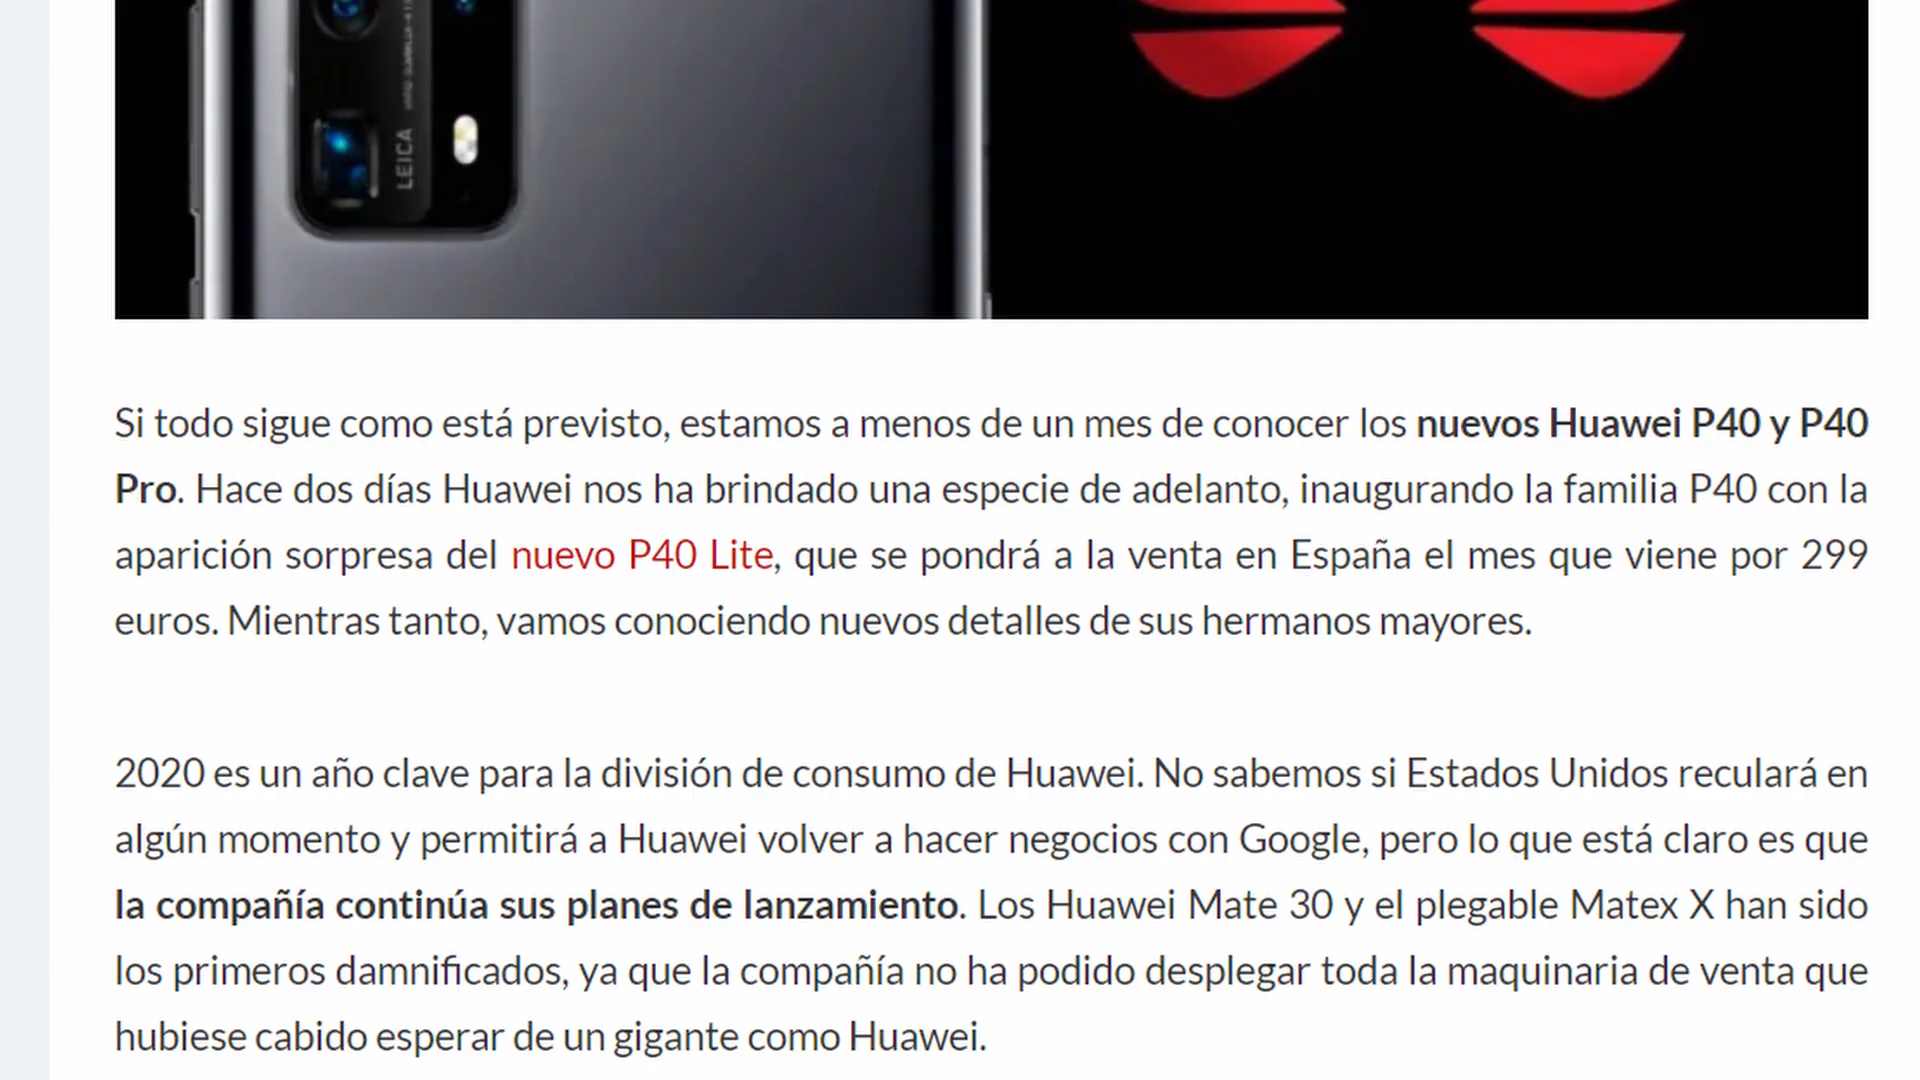 LEICA
Si todo sigue como está previsto, estamos a menos de un mes de conocer los nuevos Huawei P40 y P40
Pro. Hace dos días Huawei nos ha brindado una especie de adelanto, inaugurando la familia P40 con la
aparición sorpresa del nuevo P40 Lite, que se pondrá a la venta en España el mes que viene por 299
euros. Mientras tanto, vamos conociendo nuevos detalles de sus hermanos mayores.
2020 es un año clave para la división de consumo de Huawei. No sabemos si Estados Unidos reculará en
algún momento y permitirá a Huawei volver a hacer negocios con Google, pero lo que está claro es que
la compañía continúa sus planes de lanzamiento. Los Huawei Mate 30 y el plegable Matex X han sido
los primeros damnificados, ya que la compañía no ha podido desplegar toda la maquinaria de venta que
hubiese cabido esperar de un gigante como Huawei.